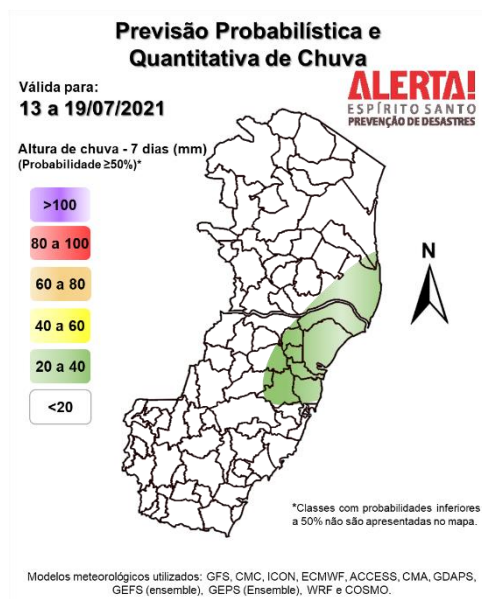 Previsão Probabilística e
Quantitativa de Chuva
Válida para:
13 a 19/07/2021
ALERTA!
ESPÍRITO SANTO
PREVENÇÃO DE DESASTRES
Altura de chuva - 7 dias (mm)
(Probabilidade ≥50%)*
>100
80 a 100
60 a 80
40 a 60
20 a 40
<20
N
*Classes com probabilidades inferiores
a 50% não são apresentadas no mapa.
Modelos meteorológicos utilizados: GFS, CMC, ICON, ECMWF, ACCESS, CMA, GDAPS,
GEFS (ensemble), GEPS (Ensemble), WRF e COSMO.